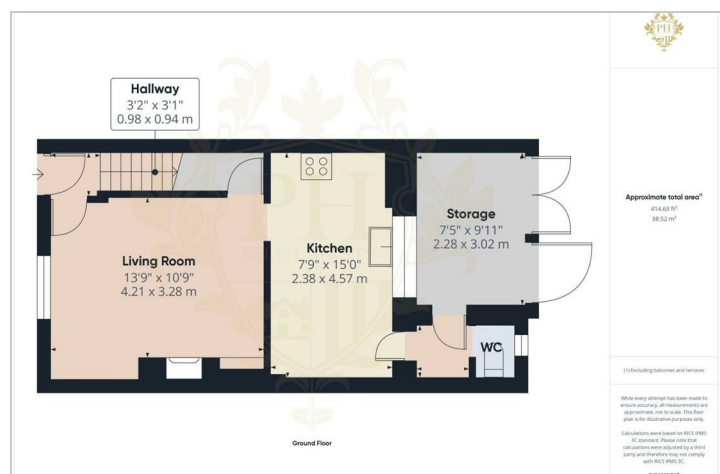 Hallway
3'2" x 3'1"
0.98 x 0.94 m
Living Room
13'9" x 10'9"
4.21 x 3.28 m
Kitchen
7'9" x 15'0"
2.38 x 4.57 m
Storage
7'5" x 9'11"
2.28 x 3.02 m
WC
Ground Floor
PH
Approximate total area⁽¹⁾
414.63 ft²
38.52 m²
(1) Excluding balconies and terraces
While every attempt has been made to
ensure accuracy, all measurements are
approximate, not to scale. This floor
plan is for illustrative purposes only.
Calculations were based on RICS IPMS
3C standard. Please note that
calculations were adjusted by a third
party and therefore may not comply
with RICS IPMS 3C.